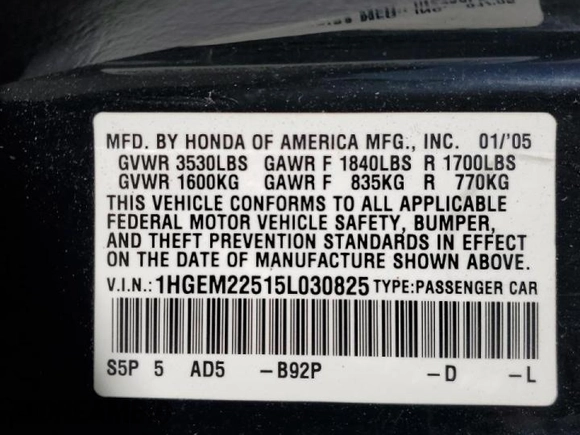 MFD. BY HONDA OF AMERICA MFG., INC. 01/'05
GVWR 3530LBS GAWR F 1840LBS R 1700LBS
GVWR 1600KG GAWR F 835KG R 770KG
THIS VEHICLE CONFORMS TO ALL APPLICABLE
FEDERAL MOTOR VEHICLE SAFETY, BUMPER,
AND THEFT PREVENTION STANDARDS IN EFFECT
ON THE DATE OF MANUFACTURE SHOWN ABOVE.
V.I.N.: 1HGEM22515L030825 TYPE: PASSENGER CAR
S5P 5 AD5 –B92P –D –L